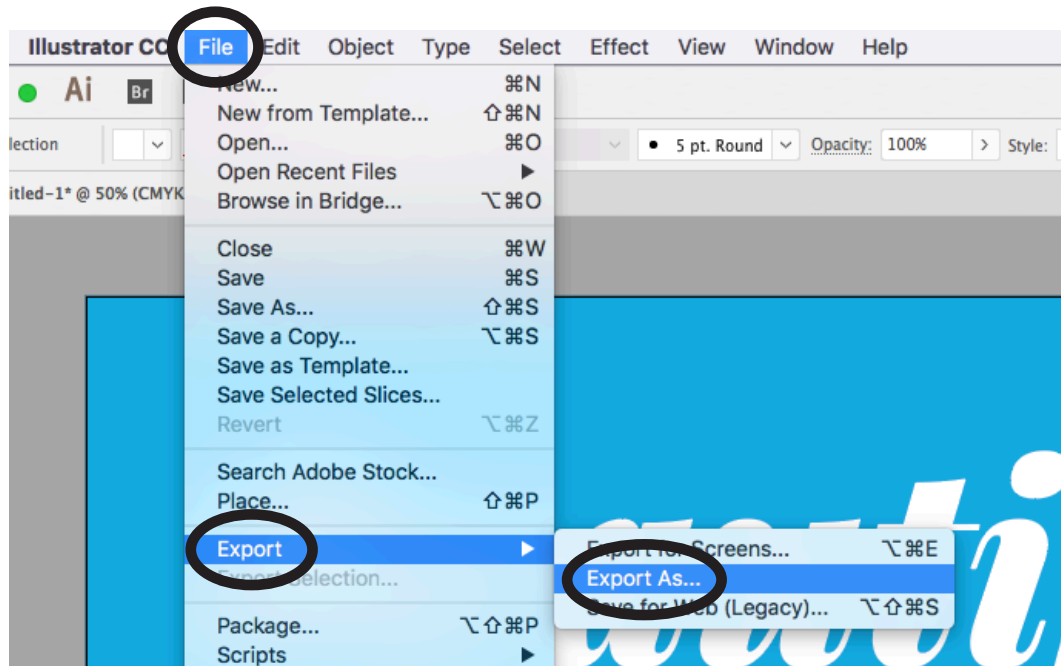 Illustrator CC File Edit Object Type Select Effect View Window Help
Ai Br
New... ⌘N
New from Template... ⇧⌘N
lection
Open... ⌘O
5 pt. Round Opacity: 100% > Style:
Open Recent Files ▶
itled-1* @ 50% (CMYK
Browse in Bridge... ⌥⌘O
Close ⌘W
Save ⌘S
Save As... ⇧⌘S
Save a Copy... ⌥⌘S
Save as Template...
Save Selected Slices...
Revert ⌥⌘Z
Search Adobe Stock...
Place... ⇧⌘P
Export ▶
Export for Screens... ⌥⌘E
Export Selection...
Export As...
Save for Web (Legacy)... ⌥⇧⌘S
Package... ⌥⇧⌘P
Scripts ▶